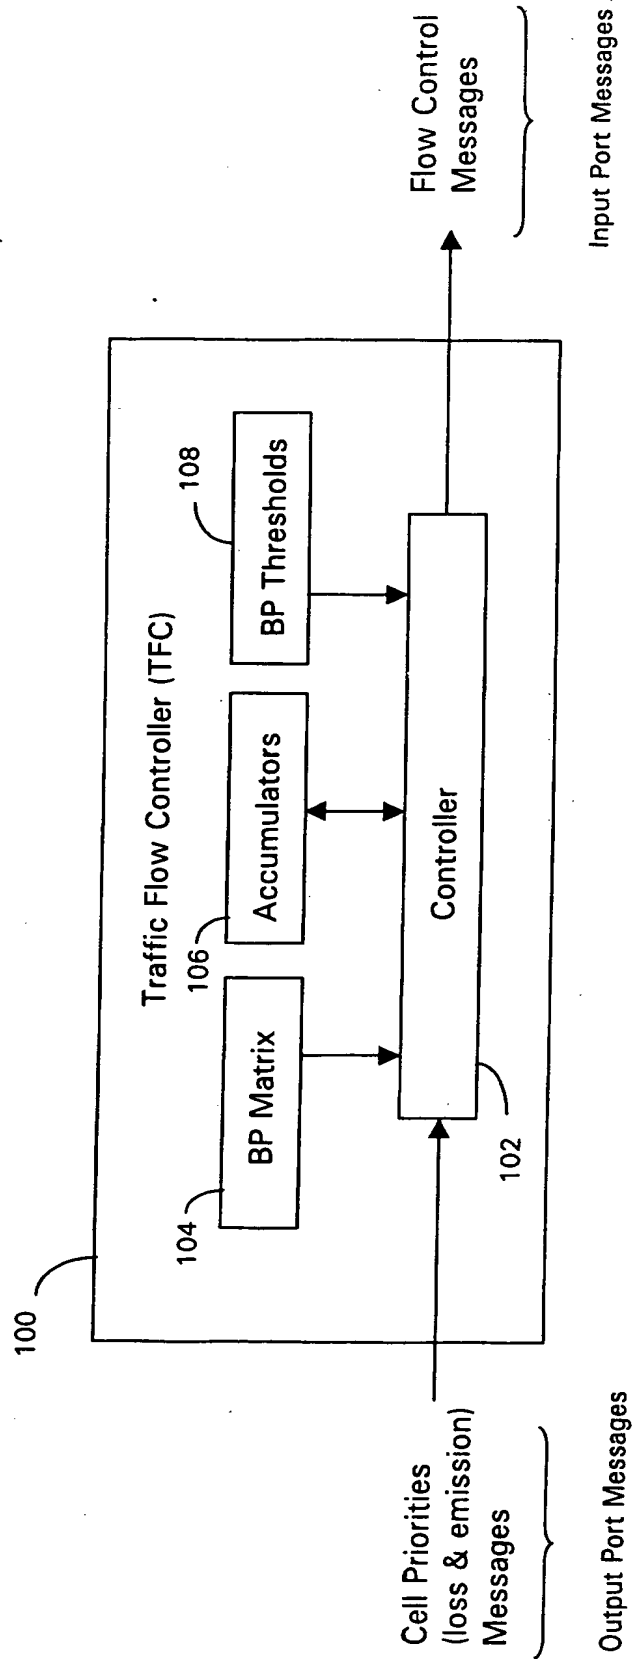 100
Traffic Flow Controller (TFC)
104
BP Matrix
106
Accumulators
108
BP Thresholds
Controller
102
Cell Priorities
(loss & emission)
Messages
Output Port Messages
Flow Control
Messages
Input Port Messages